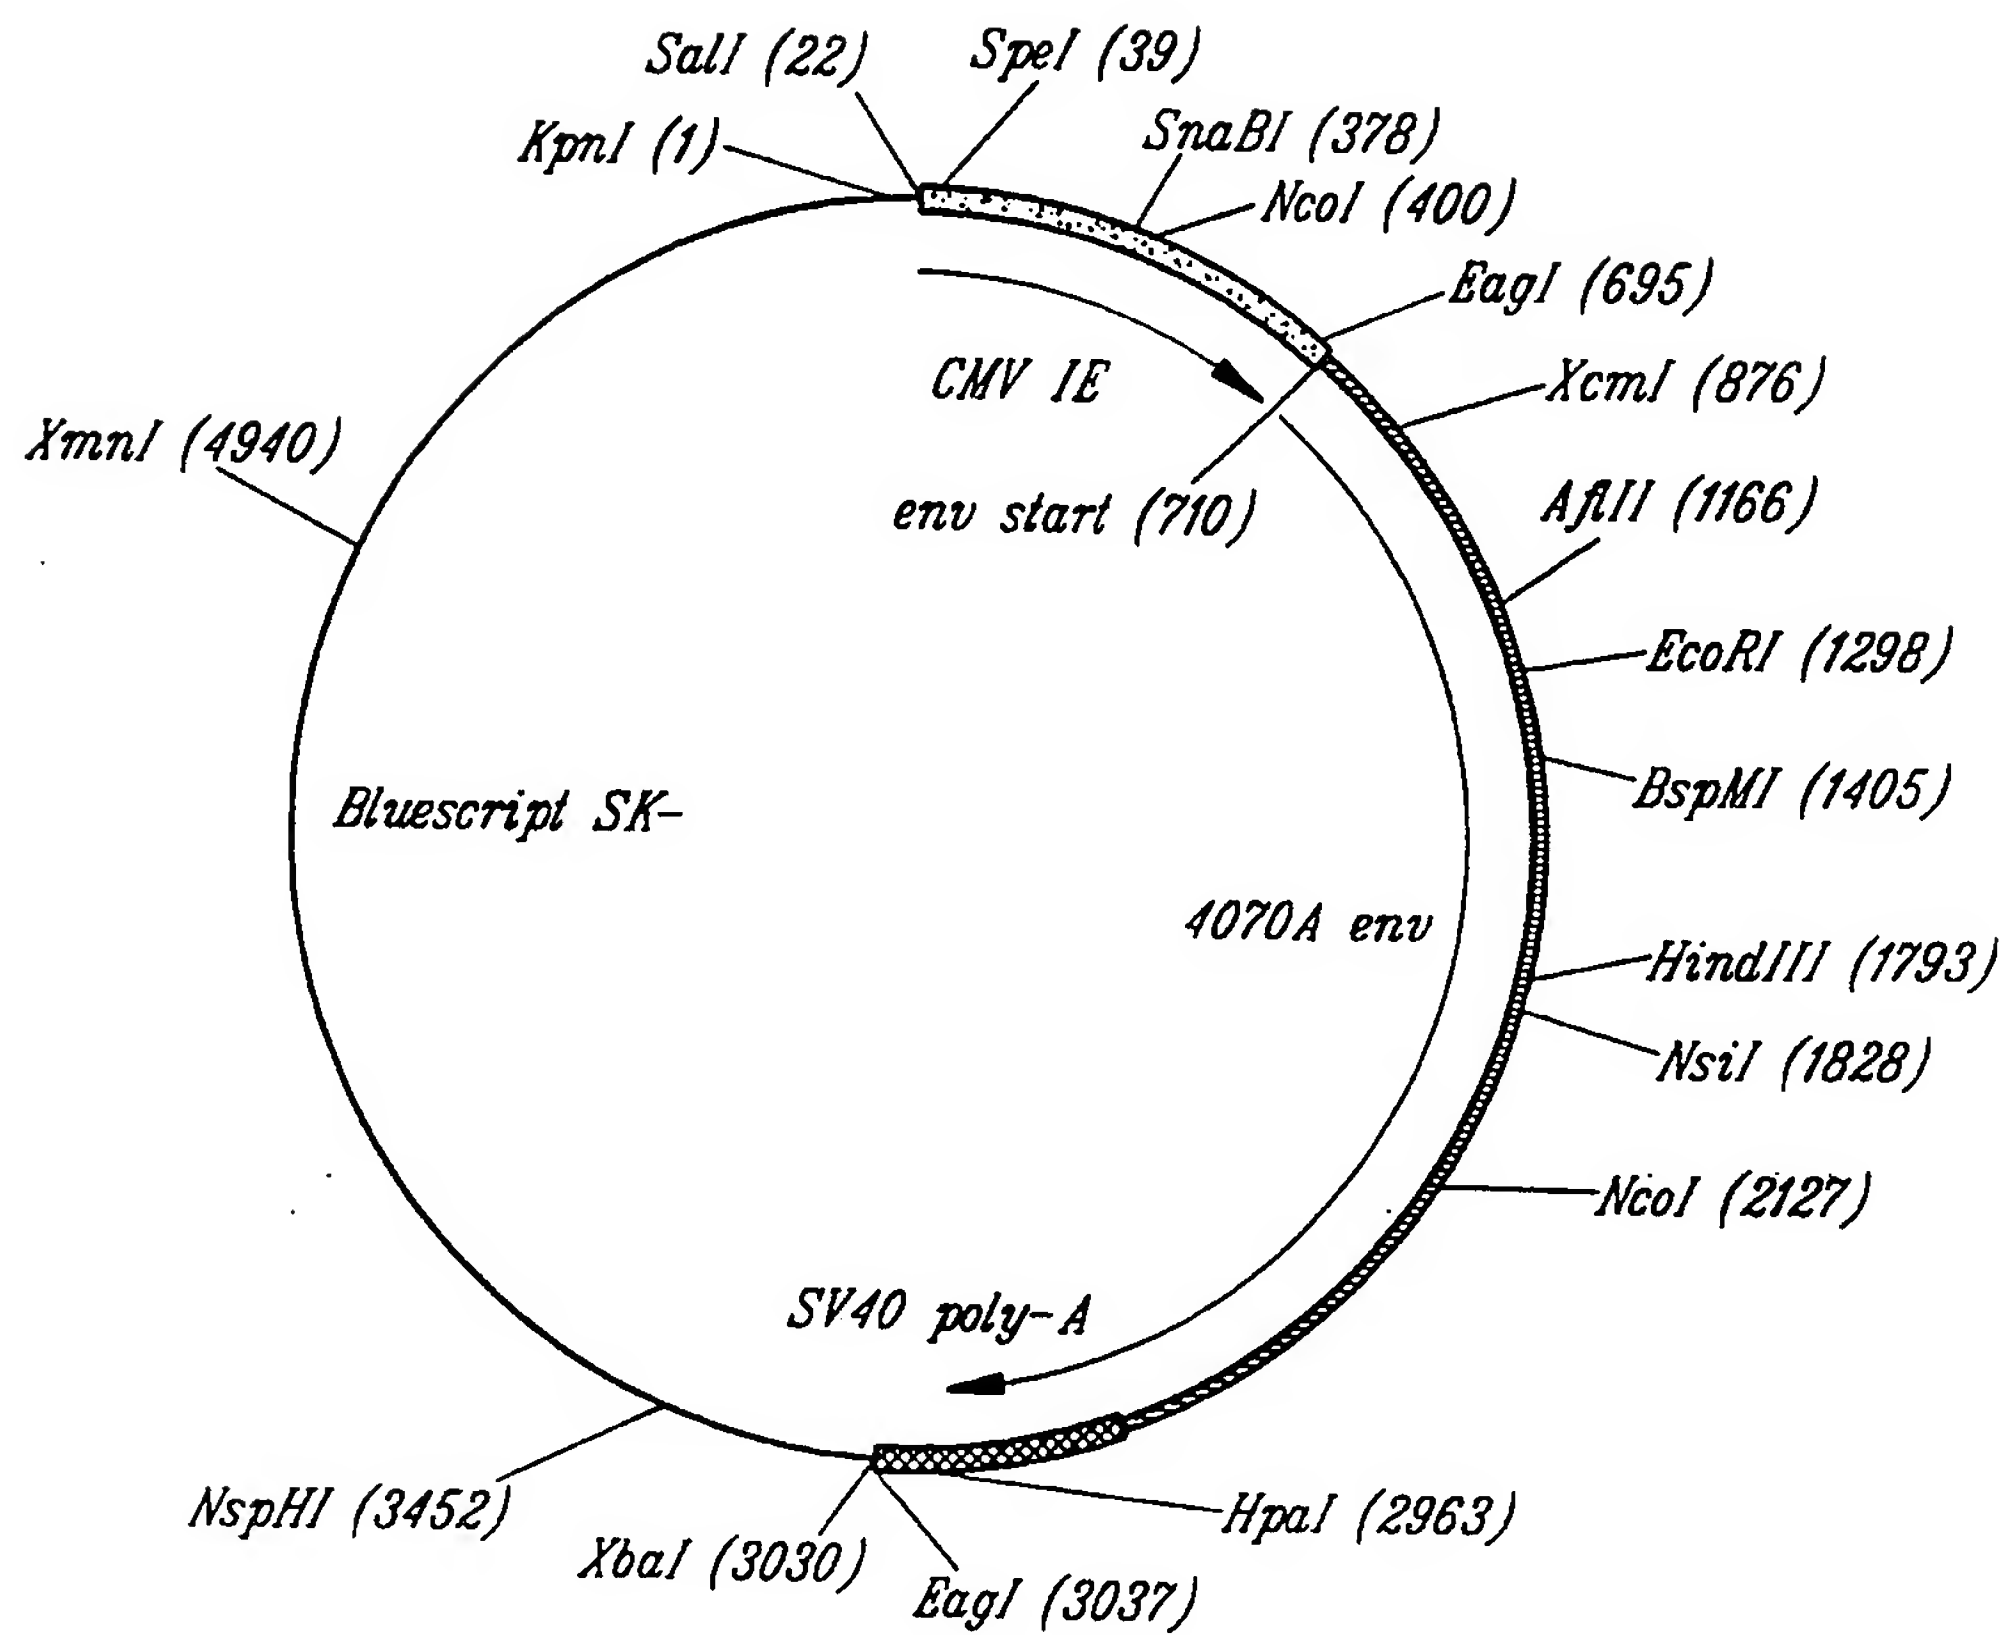 SalI (22)
SpeI (39)
KpnI (1)
SnaBI (378)
NcoI (400)
EagI (695)
CMV IE
XcmI (876)
XmnI (4940)
env start (710)
AflII (1166)
EcoRI (1298)
BspMI (1405)
Bluescript SK-
4070A env
HindIII (1793)
NsiI (1828)
NcoI (2127)
SV40 poly-A
NspHI (3452)
HpaI (2963)
XbaI (3030)
EagI (3037)